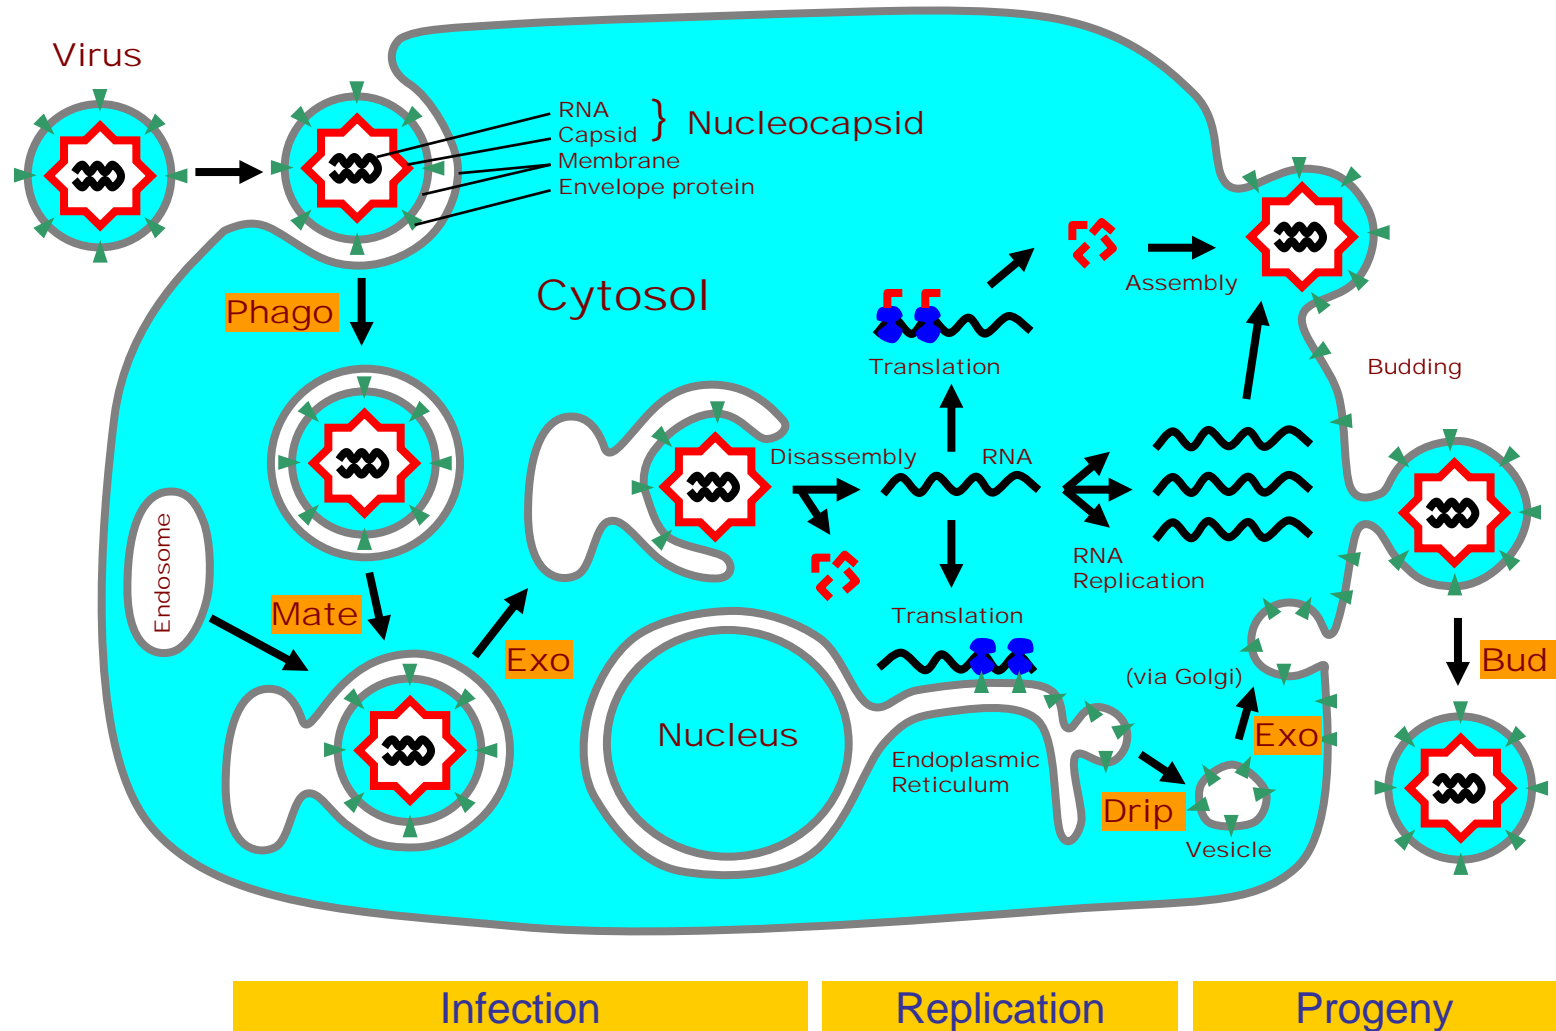 Virus
RNA
Capsid
} Nucleocapsid
Membrane
Envelope protein
Cytosol
Phago
Assembly
Translation
Budding
Disassembly
RNA
Endosome
RNA
Replication
Mate
Translation
Exo
(via Golgi)
Bud
Nucleus
Exo
Endoplasmic
Reticulum
Drip
Vesicle
Infection
Replication
Progeny